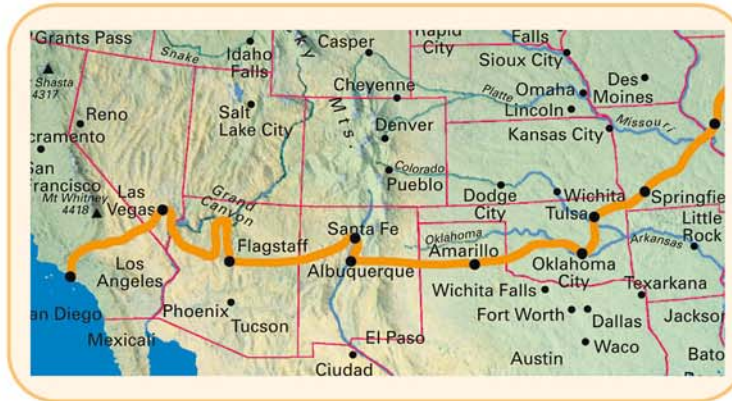 Grants Pass
Snake
Idaho
Falls
cky
Mts.
Casper
Rapid
City
Falls
Sioux City
Shasta
4317
Reno
Salt
Lake City
Cheyenne
Platte
Omaha
Lincoln
Des
Moines
cramento
Denver
Kansas City
Missouri
San
Francisco
Mt Whitney
4418
Las
Vegas
Grand
Canyon
Colorado
Pueblo
Dodge
City
Wichita
Tulsa
Springfie
Little
Rock
Flagstaff
Santa Fe
Oklahoma
Amarillo
Arkansas
Los
Angeles
Albuquerque
Oklahoma
City
an Diego
Phoenix
Tucson
Wichita Falls
Texarkana
Mexicali
El Paso
Fort Worth
Dallas
Jackson
Ciudad
Austin
Waco
Bato